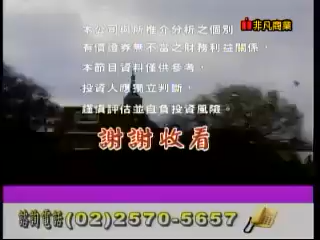 非凡商業
本公司與所推介分析之個別
有價證券無不當之財務利益關係,
本節目資料僅供參考,
投資人應獨立判斷,
謹慎評估並自負投資風險。
謝謝收看
諮詢電話(02)2570-5657